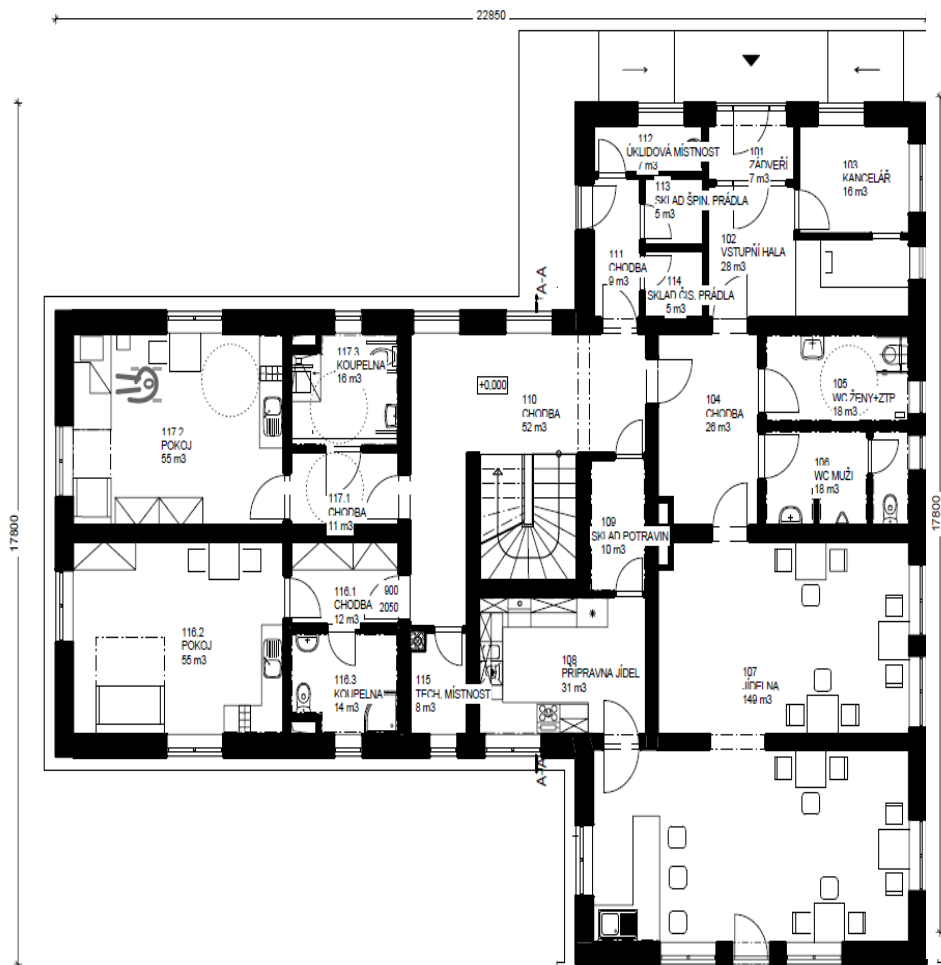 22850
17800
17800
112
ÚKLIDOVÁ MÍSTNOST
7 m3
101
ZÁDVEŘÍ
7 m3
103
KANCELÁŘ
16 m3
113
SKLAD ŠPIN. PRÁDLA
5 m3
102
VSTUPNÍ HALA
28 m3
111
CHODBA
9 m3
114
SKLAD ČIS. PRÁDLA
5 m3
A-A
117.3
KOUPELNA
16 m3
+0,000
110
CHODBA
52 m3
104
CHODBA
26 m3
105
WC ŽENY+ZTP
18 m3
117.2
POKOJ
55 m3
106
WC MUŽI
18 m3
117.1
CHODBA
11 m3
109
SKLAD POTRAVIN
10 m3
116.1
CHODBA
12 m3
900
2050
116.2
POKOJ
55 m3
116.3
KOUPELNA
14 m3
115
TECH. MÍSTNOST
8 m3
108
PŘÍPRAVNA JÍDEL
31 m3
107
JÍDELNA
149 m3
A-A